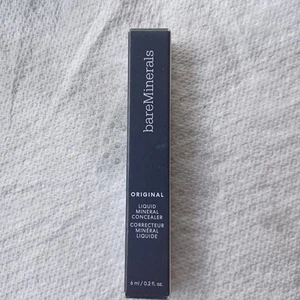 bareMinerals
ORIGINAL
LIQUID
MINERAL
CONCEALER
CORRECTEUR
MINÉRAL
LIQUIDE
6 ml / 0.2 fl. oz.